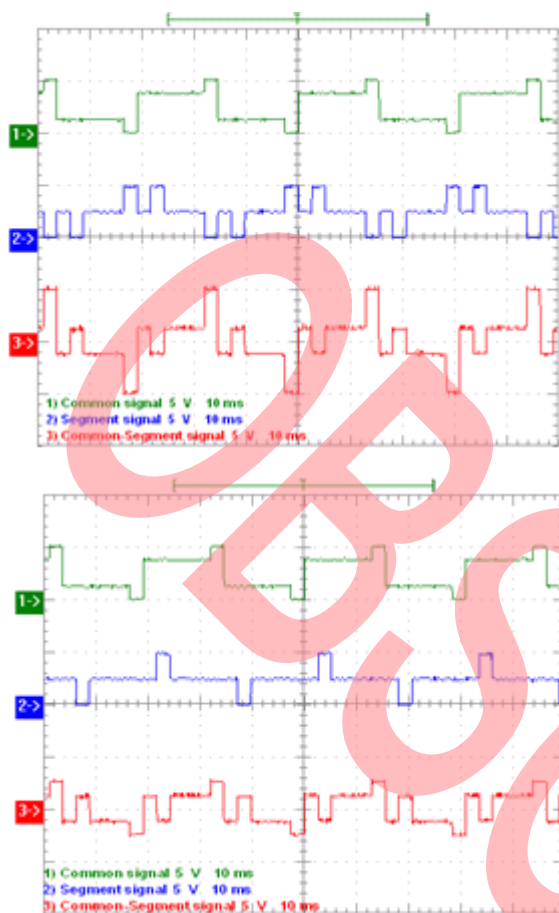 1->
2->
3->
1) Common signal 5 V 10 ms
2) Segment signal 5 V 10 ms
3) Common-Segment signal 5 V 10 ms
1->
2->
3->
1) Common signal 5 V 10 ms
2) Segment signal 5 V 10 ms
3) Common-Segment signal 5 V 10 ms
OBSO